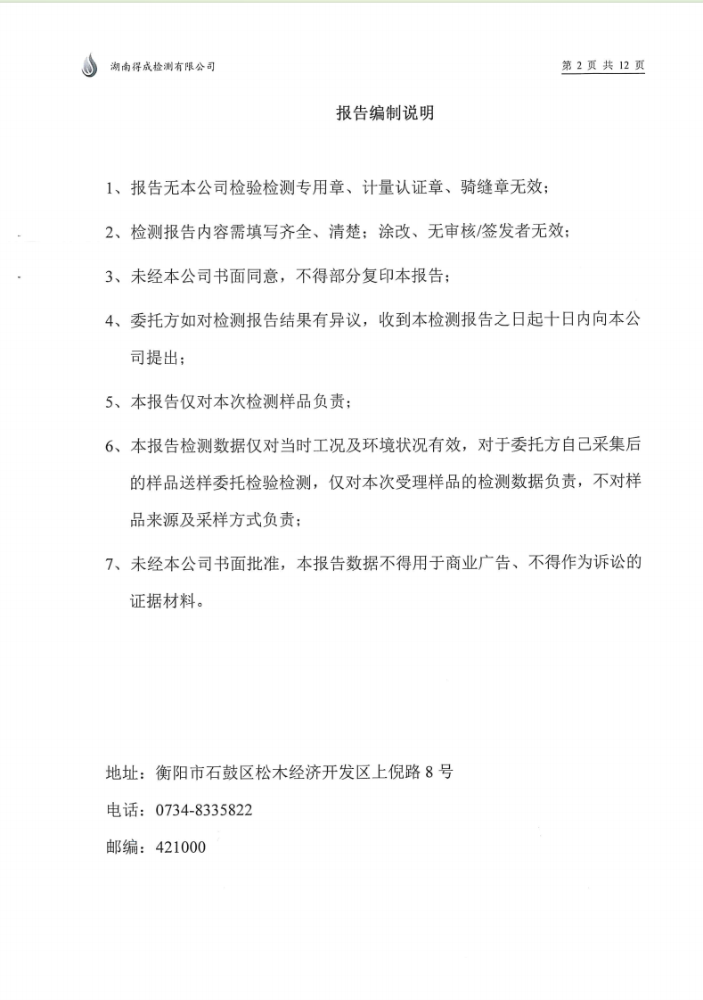 湖南得成检测有限公司
第 2 页 共 12 页
报告编制说明
1、报告无本公司检验检测专用章、计量认证章、骑缝章无效；
2、检测报告内容需填写齐全、清楚；涂改、无审核/签发者无效；
3、未经本公司书面同意，不得部分复印本报告；
4、委托方如对检测报告结果有异议，收到本检测报告之日起十日内向本公
司提出；
5、本报告仅对本次检测样品负责；
6、本报告检测数据仅对当时工况及环境状况有效，对于委托方自己采集后
的样品送样委托检验检测，仅对本次受理样品的检测数据负责，不对样
品来源及采样方式负责；
7、未经本公司书面批准，本报告数据不得用于商业广告、不得作为诉讼的
证据材料。
地址：衡阳市石鼓区松木经济开发区上倪路 8 号
电话：0734-8335822
邮编：421000